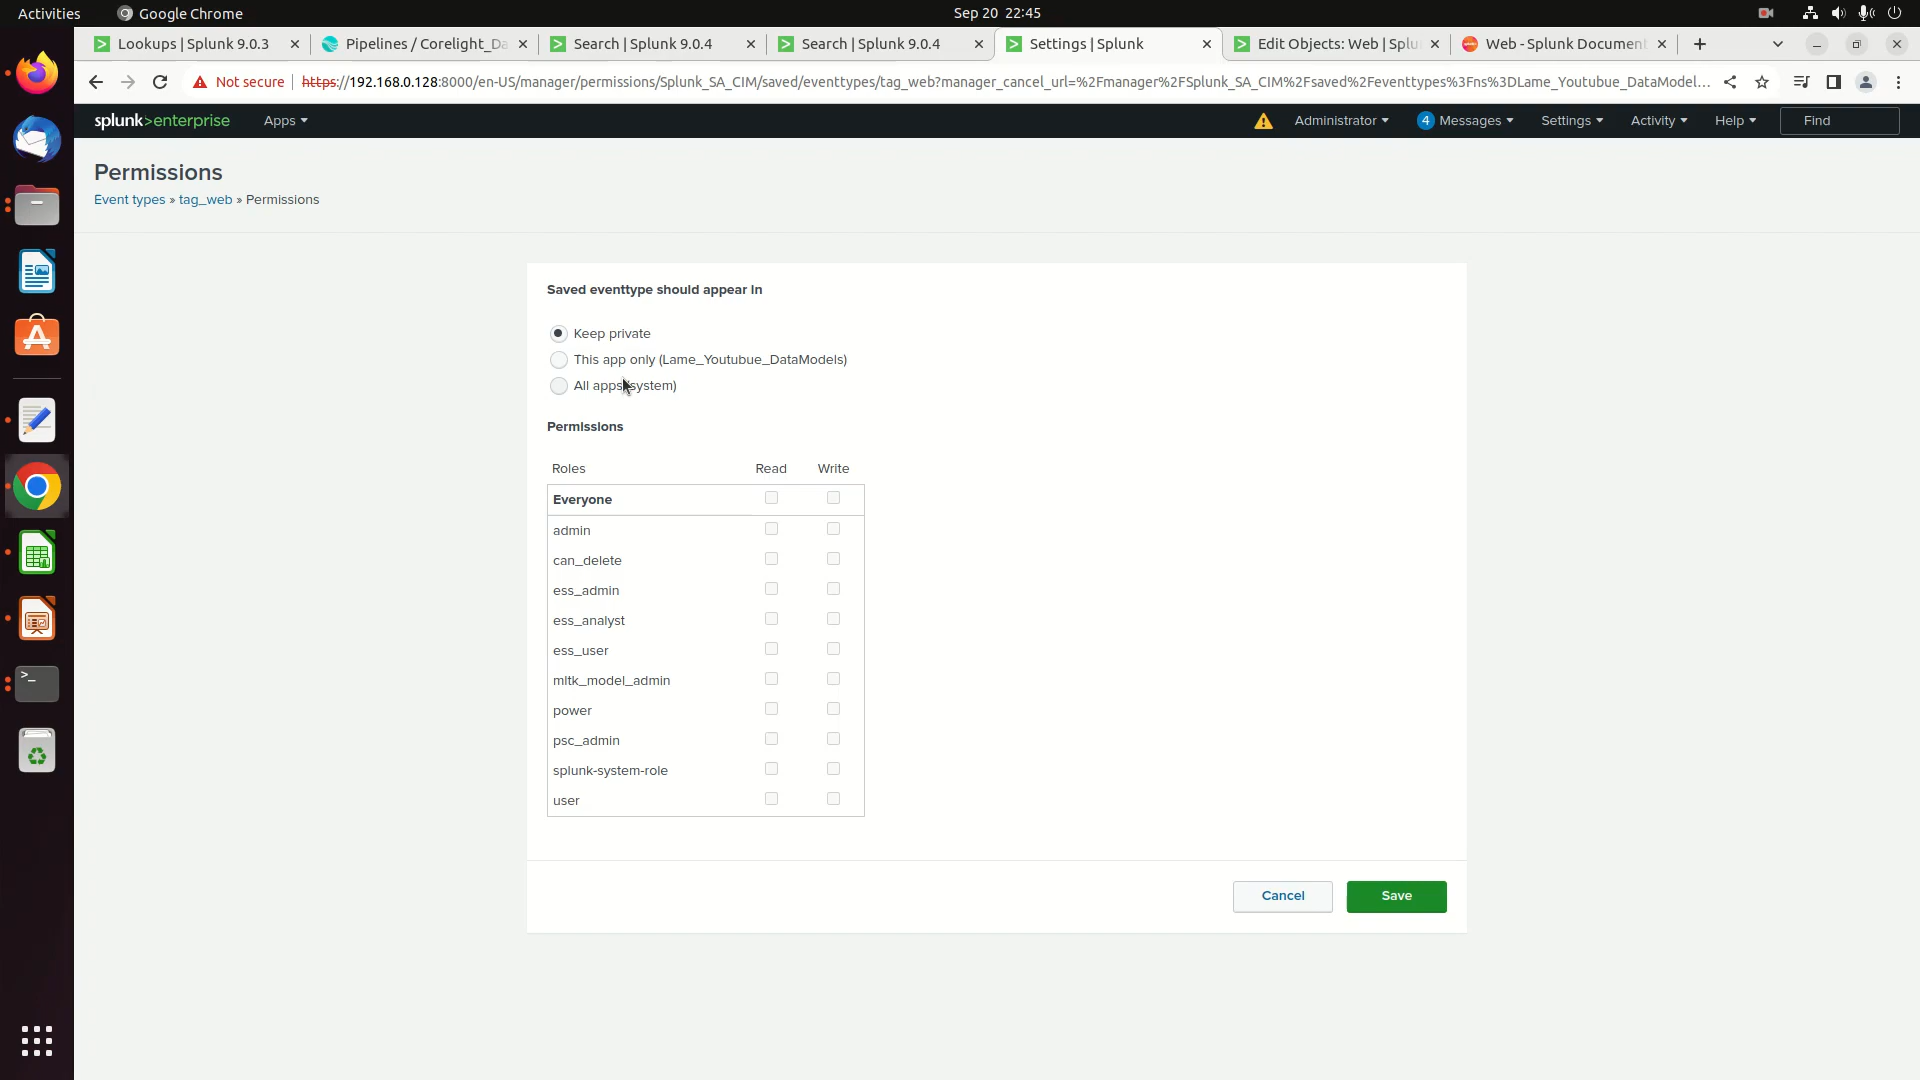 Activities
Google Chrome
Sep 20 22:45
Lookups | Splunk 9.0.3
Pipelines / Corelight_Da
Search | Splunk 9.0.4
Search | Splunk 9.0.4
Settings | Splunk
Edit Objects: Web | Splu
Web - Splunk Document
Not secure
https://192.168.0.128:8000/en-US/manager/permissions/Splunk_SA_CIM/saved/eventtypes/tag_web?manager_cancel_url=%2Fmanager%2FSplunk_SA_CIM%2Fsaved%2Feventtypes%3Fns%3DLame_Youtubue_DataModel...
splunk>enterprise
Apps
Administrator
4 Messages
Settings
Activity
Help
Find
Permissions
Event types » tag_web » Permissions
Saved eventtype should appear in
Keep private
This app only (Lame_Youtubue_DataModels)
All apps system)
Permissions
Roles Read Write
Everyone
admin
can_delete
ess_admin
ess_analyst
ess_user
mltk_model_admin
power
psc_admin
splunk-system-role
user
Cancel
Save